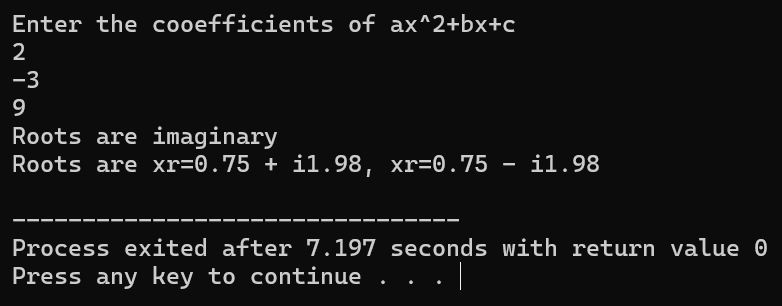 Enter the cooefficients of ax^2+bx+c
2
-3
9
Roots are imaginary
Roots are xr=0.75 + i1.98, xr=0.75 - i1.98
--------------------------------
Process exited after 7.197 seconds with return value 0
Press any key to continue . . .